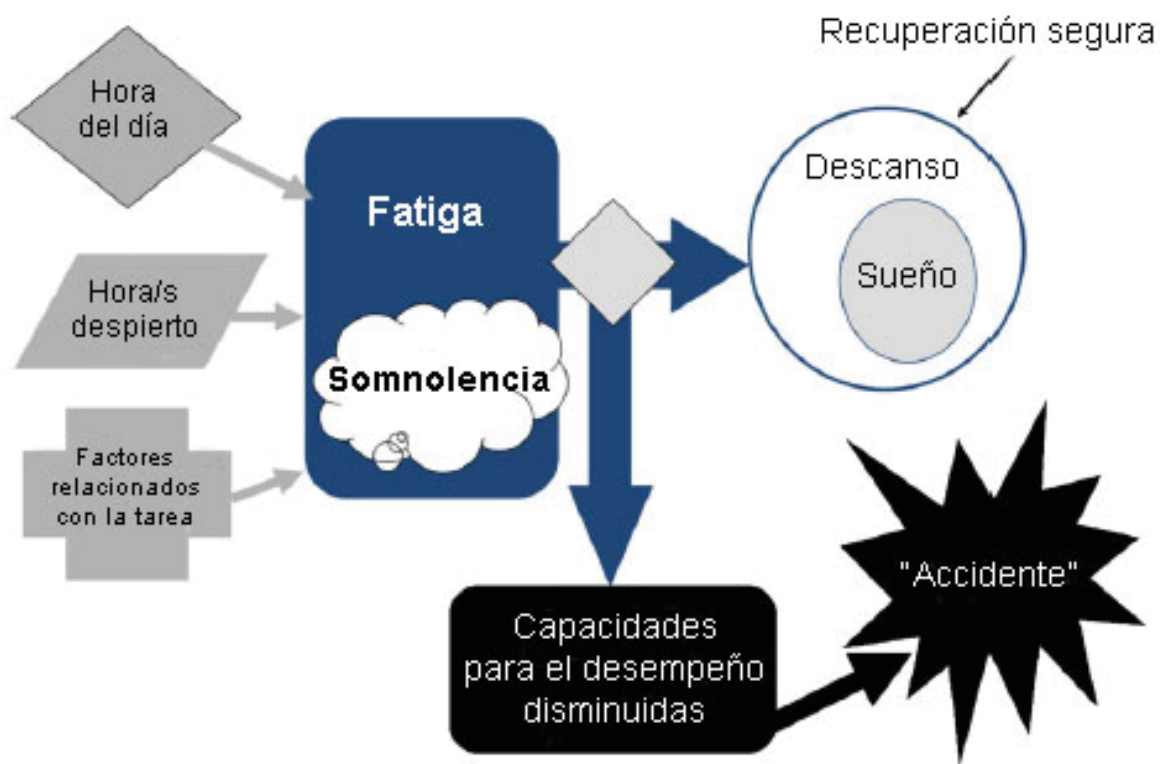 Recuperación segura
Hora
del día
Fatiga
Descanso
Sueño
Hora/s
despierto
Somnolencia
Factores
relacionados
con la tarea
"Accidente"
Capacidades
para el desempeño
disminuidas